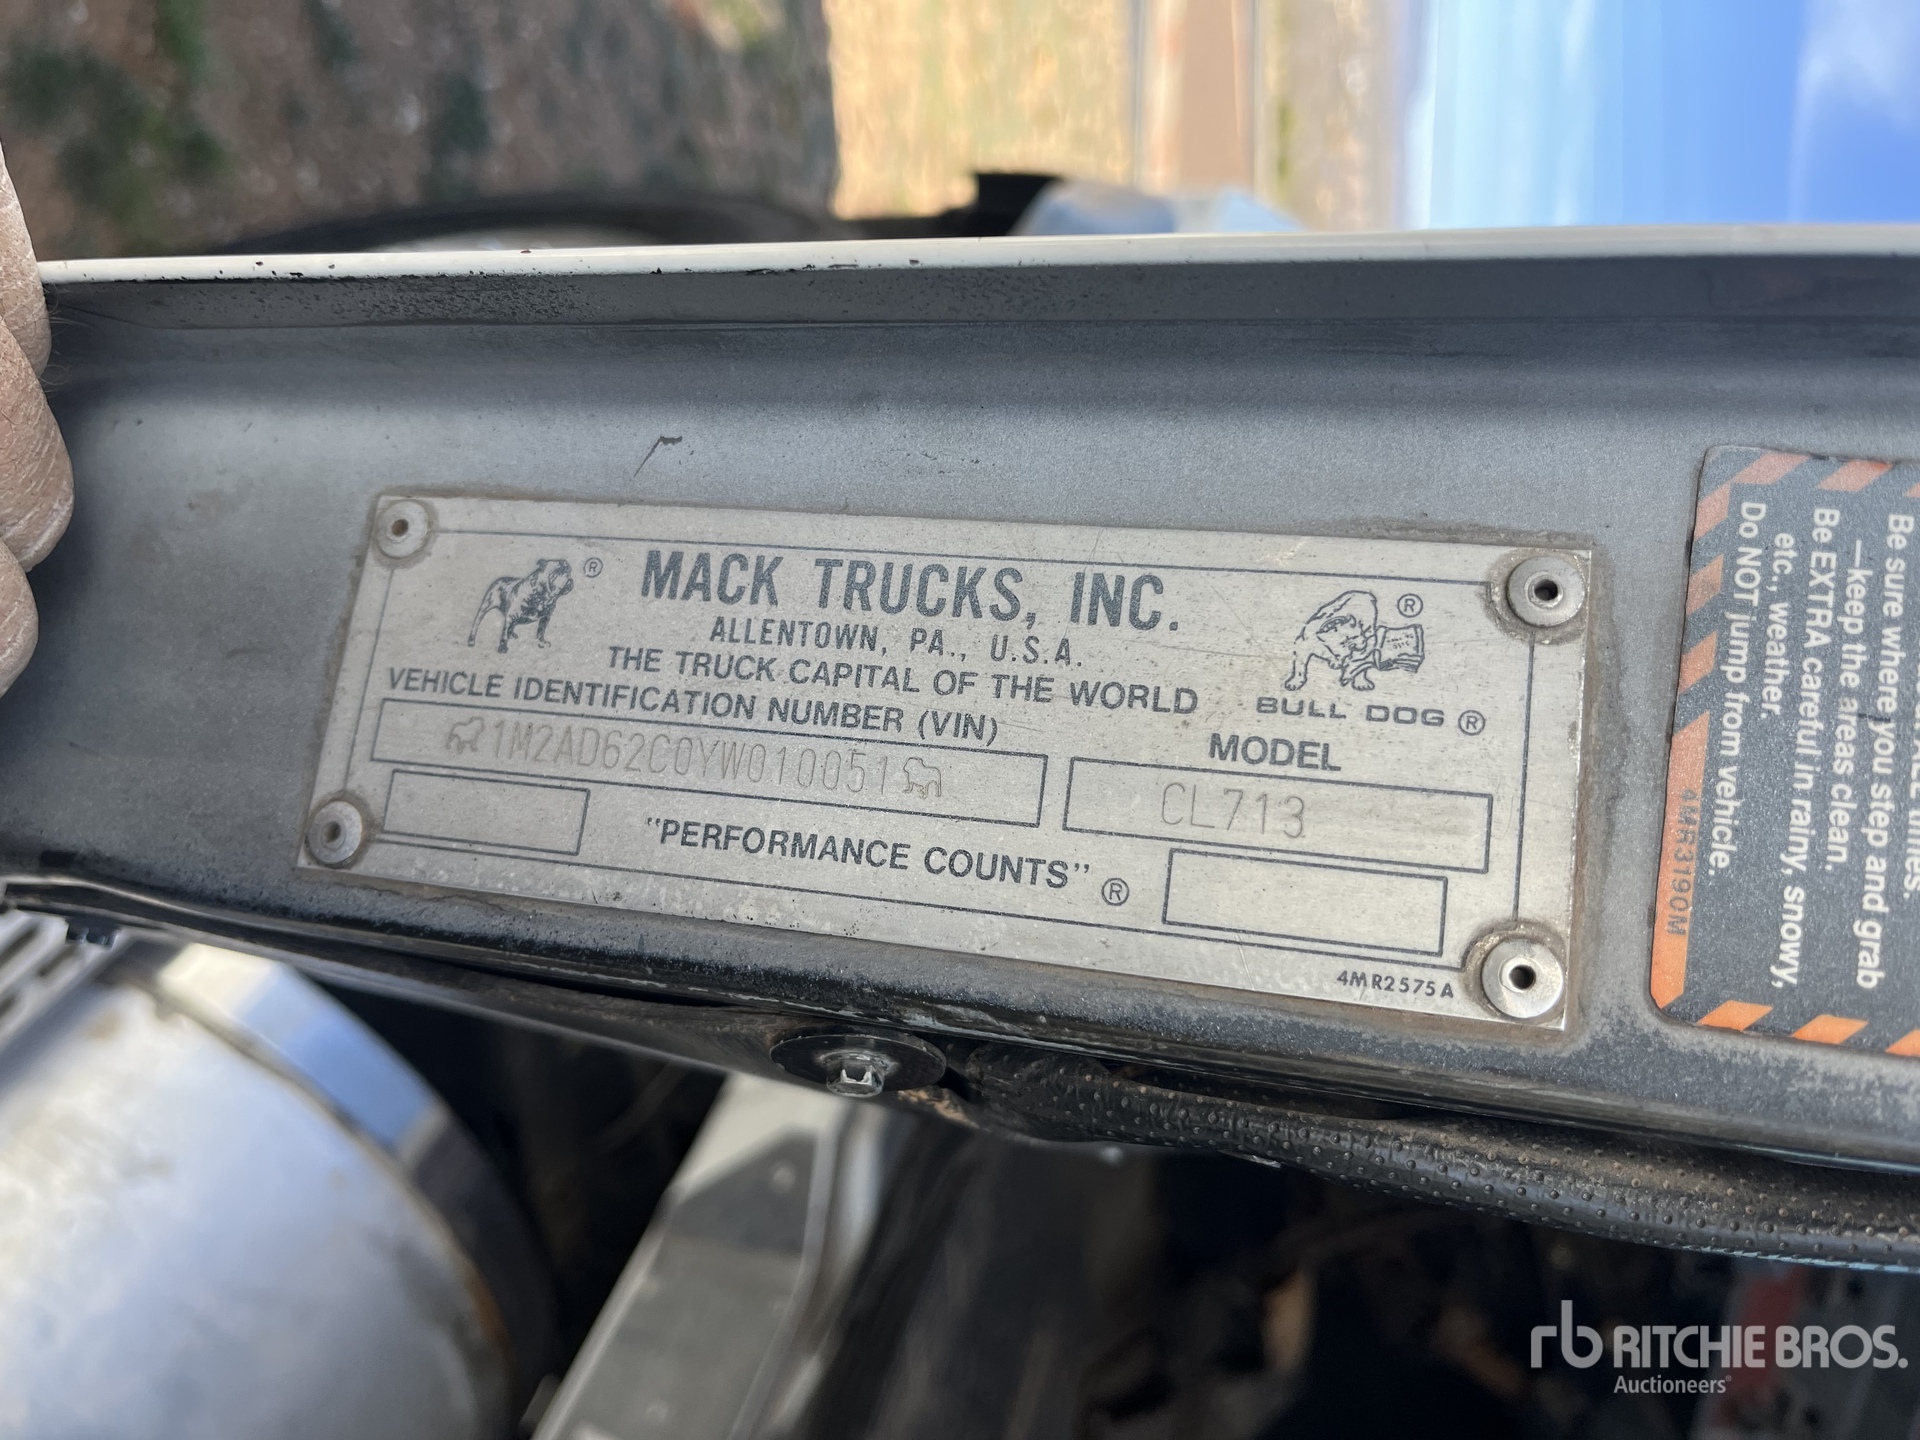 MACK TRUCKS, INC.
ALLENTOWN, PA., U.S.A.
THE TRUCK CAPITAL OF THE WORLD
VEHICLE IDENTIFICATION NUMBER (VIN)
1M2AD62C0YW010051
®
®
BULL DOG ®
MODEL
CL713
"PERFORMANCE COUNTS" ®
4MR2575A
Be sure where you step and grab
—keep the areas clean.
Be EXTRA careful in rainy, snowy,
etc., weather.
Do NOT jump from vehicle.
4MR3190M
rb RITCHIE BROS.
Auctioneers